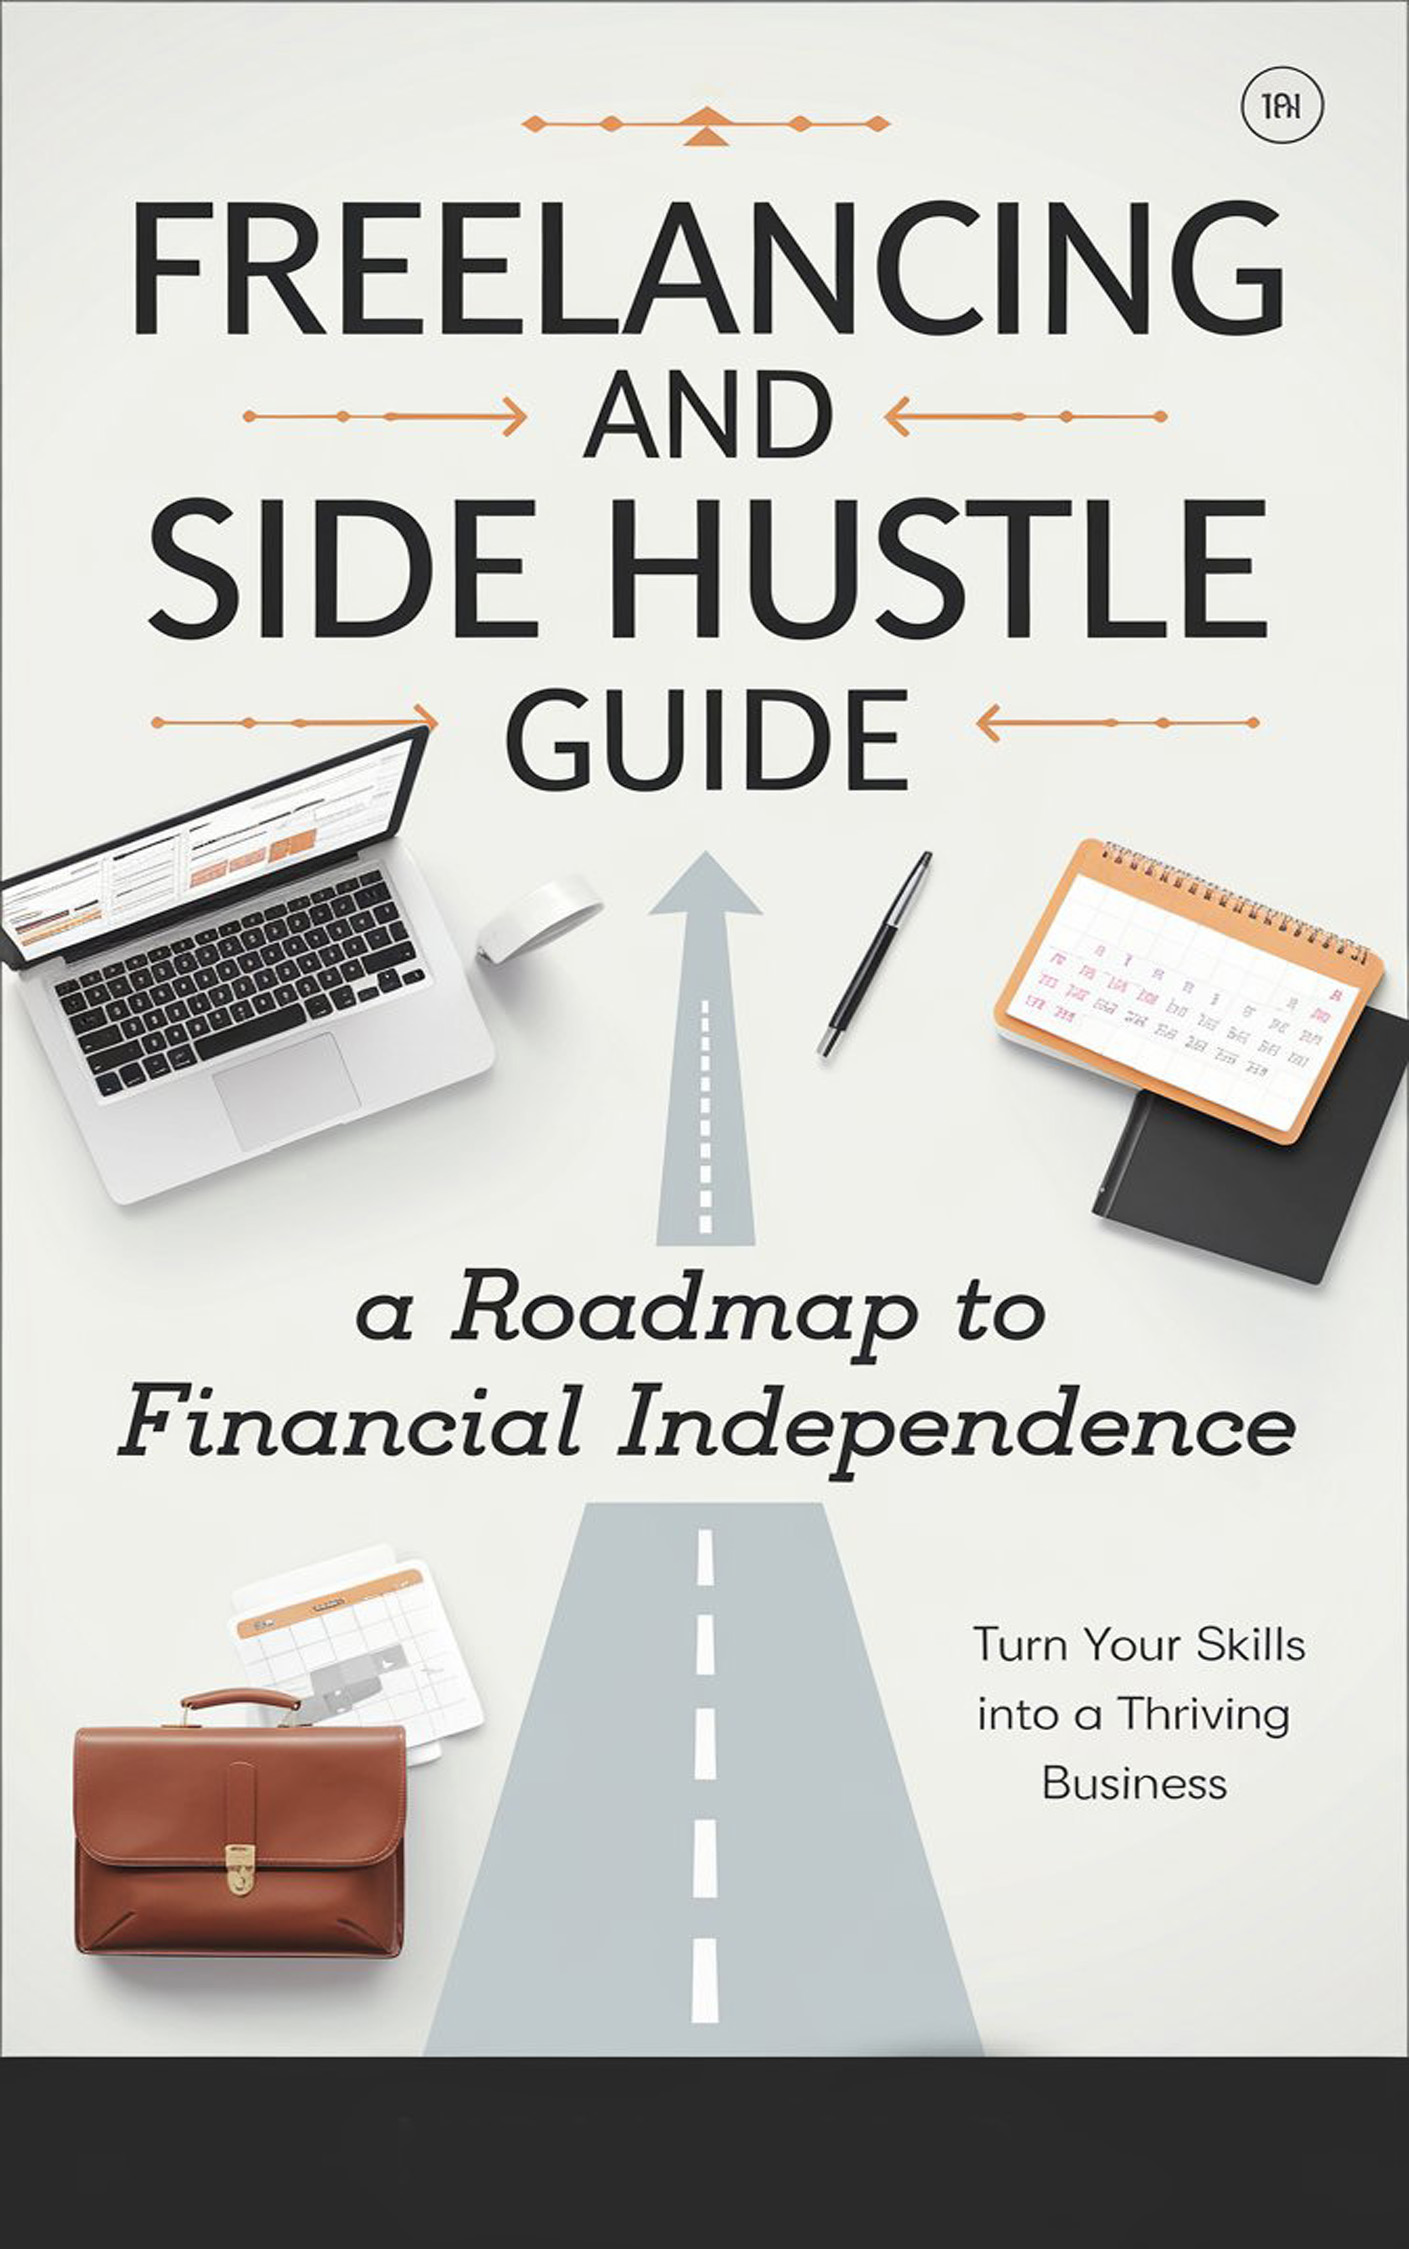 FREELANCING
AND
SIDE HUSTLE
GUIDE
a Roadmap to
Financial Independence
Turn Your Skills
into a Thriving
Business